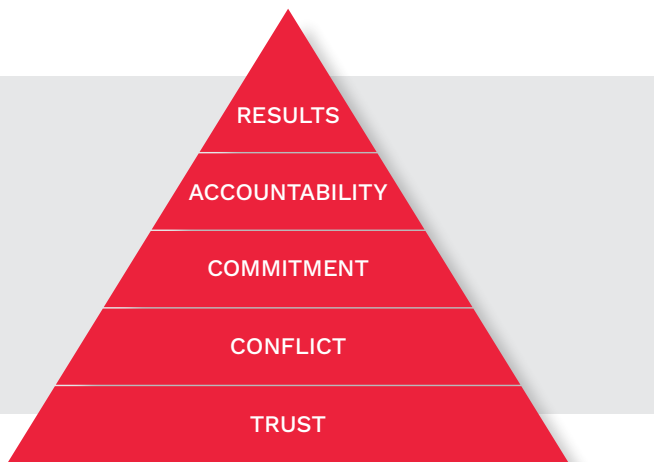 RESULTS
ACCOUNTABILITY
COMMITMENT
CONFLICT
TRUST